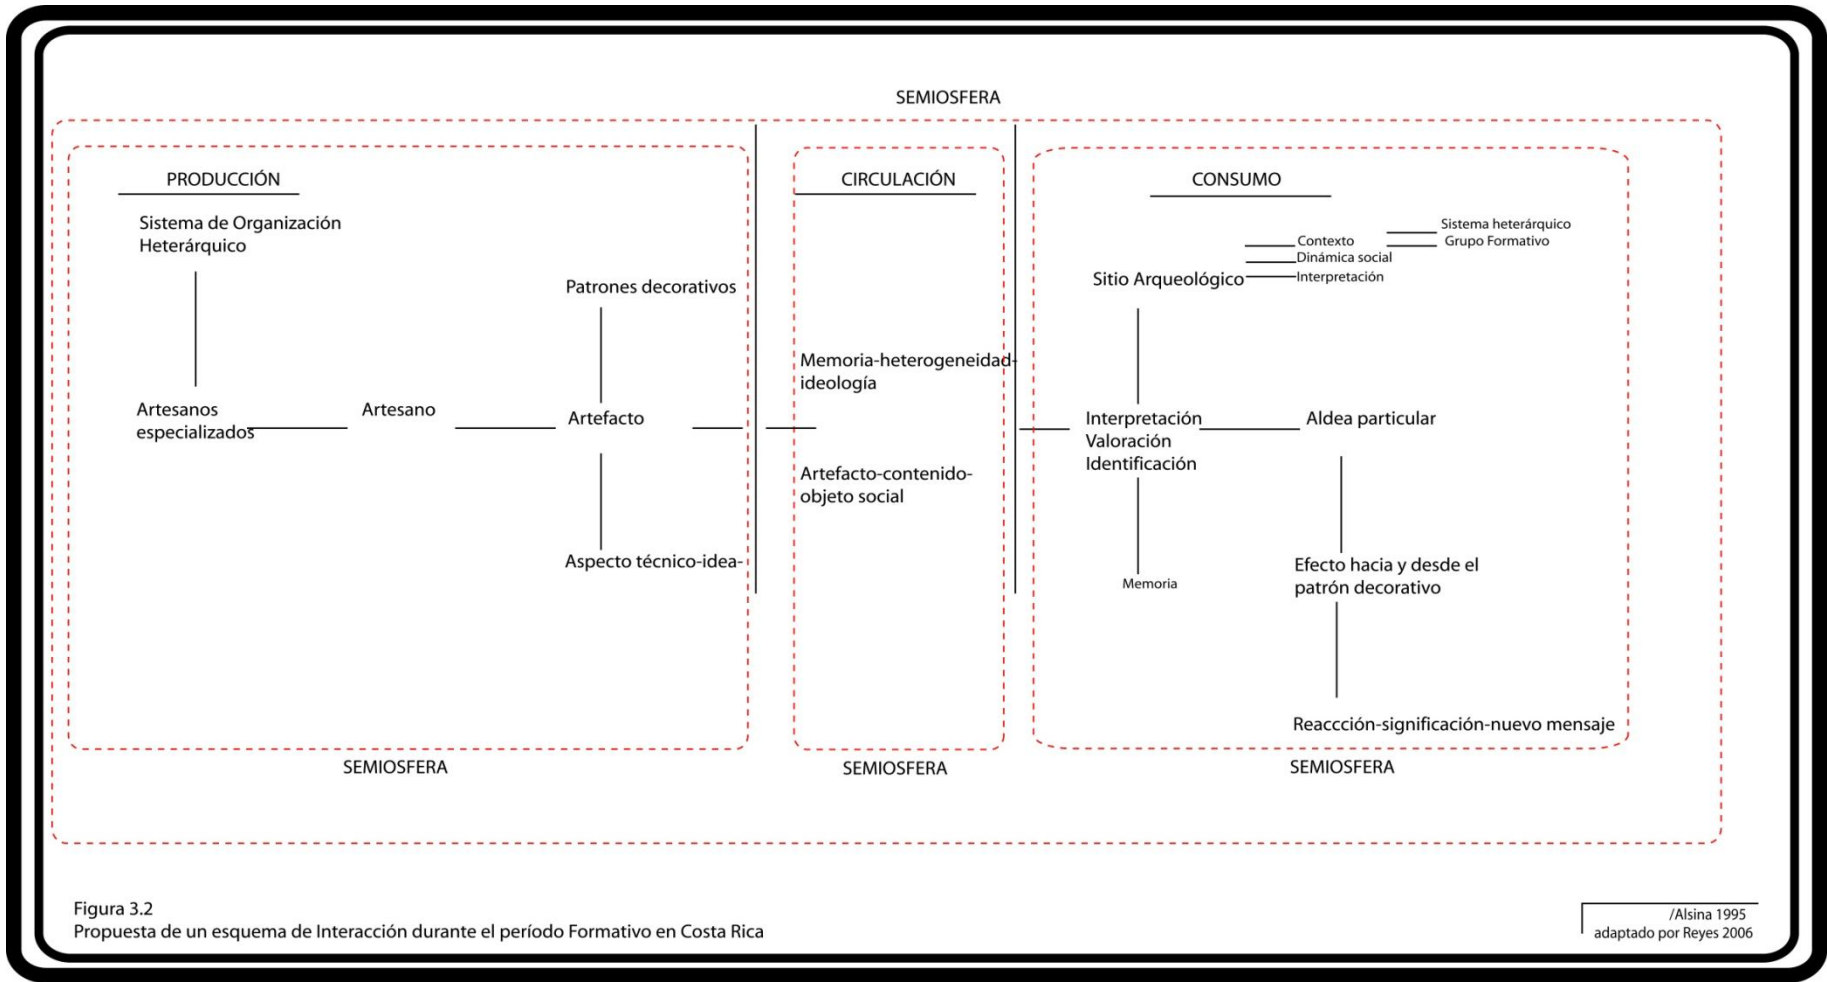 SEMIOSFERA
PRODUCCIÓN
Sistema de Organización
Heterárquico
Patrones decorativos
Artesanos
especializados
Artesano
Artefacto
Aspecto técnico-idea-
SEMIOSFERA
CIRCULACIÓN
Memoria-heterogeneidad-
ideología
Artefacto-contenido-
objeto social
SEMIOSFERA
CONSUMO
Sistema heterárquico
Grupo Formativo
Contexto
Dinámica social
Interpretación
Sitio Arqueológico
Interpretación
Valoración
Identificación
Aldea particular
Memoria
Efecto hacia y desde el
patrón decorativo
Reaccción-significación-nuevo mensaje
SEMIOSFERA
Figura 3.2
Propuesta de un esquema de Interacción durante el período Formativo en Costa Rica
/Alsina 1995
adaptado por Reyes 2006